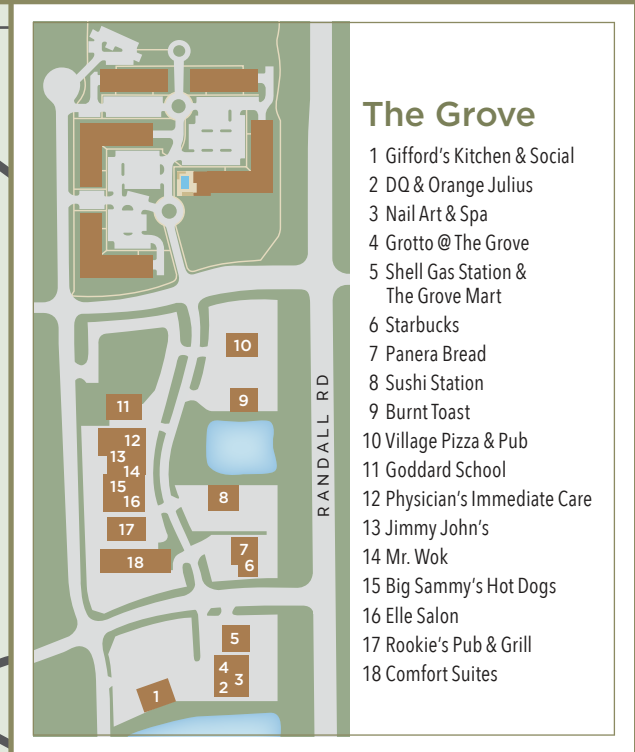 The Grove
1 Gifford's Kitchen & Social
2 DQ & Orange Julius
3 Nail Art & Spa
4 Grotto @ The Grove
5 Shell Gas Station &
The Grove Mart
6 Starbucks
7 Panera Bread
8 Sushi Station
9 Burnt Toast
10 Village Pizza & Pub
11 Goddard School
12 Physician's Immediate Care
13 Jimmy John's
14 Mr. Wok
15 Big Sammy's Hot Dogs
16 Elle Salon
17 Rookie's Pub & Grill
18 Comfort Suites
RANDALL RD
10
9
11
12
13
14
15
16
8
17
18
7
6
5
4
3
2
1